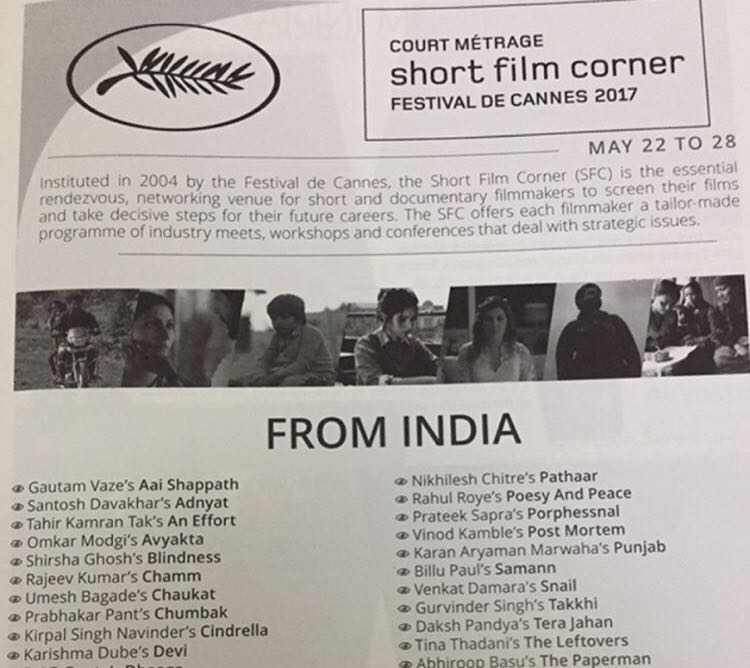 COURT MÉTRAGE
short film corner
FESTIVAL DE CANNES 2017
MAY 22 TO 28
Instituted in 2004 by the Festival de Cannes, the Short Film Corner (SFC) is the essential
rendezvous, networking venue for short and documentary filmmakers to screen their films
and take decisive steps for their future careers. The SFC offers each filmmaker a tailor-made
programme of industry meets, workshops and conferences that deal with strategic issues.
FROM INDIA
Gautam Vaze's Aai Shappath
Santosh Davakhar's Adnyat
Tahir Kamran Tak's An Effort
Omkar Modgi's Avyakta
Shirsha Ghosh's Blindness
Rajeev Kumar's Chamm
Umesh Bagade's Chaukat
Prabhakar Pant's Chumbak
Kirpal Singh Navinder's Cindrella
Karishma Dube's Devi
Nikhilesh Chitre's Pathaar
Rahul Roye's Poesy And Peace
Prateek Sapra's Porphessnal
Vinod Kamble's Post Mortem
Karan Aryaman Marwaha's Punjab
Billu Paul's Samann
Venkat Damara's Snail
Gurvinder Singh's Takkhi
Daksh Pandya's Tera Jahan
Tina Thadani's The Leftovers
Abhiroop Basu's The Paperman